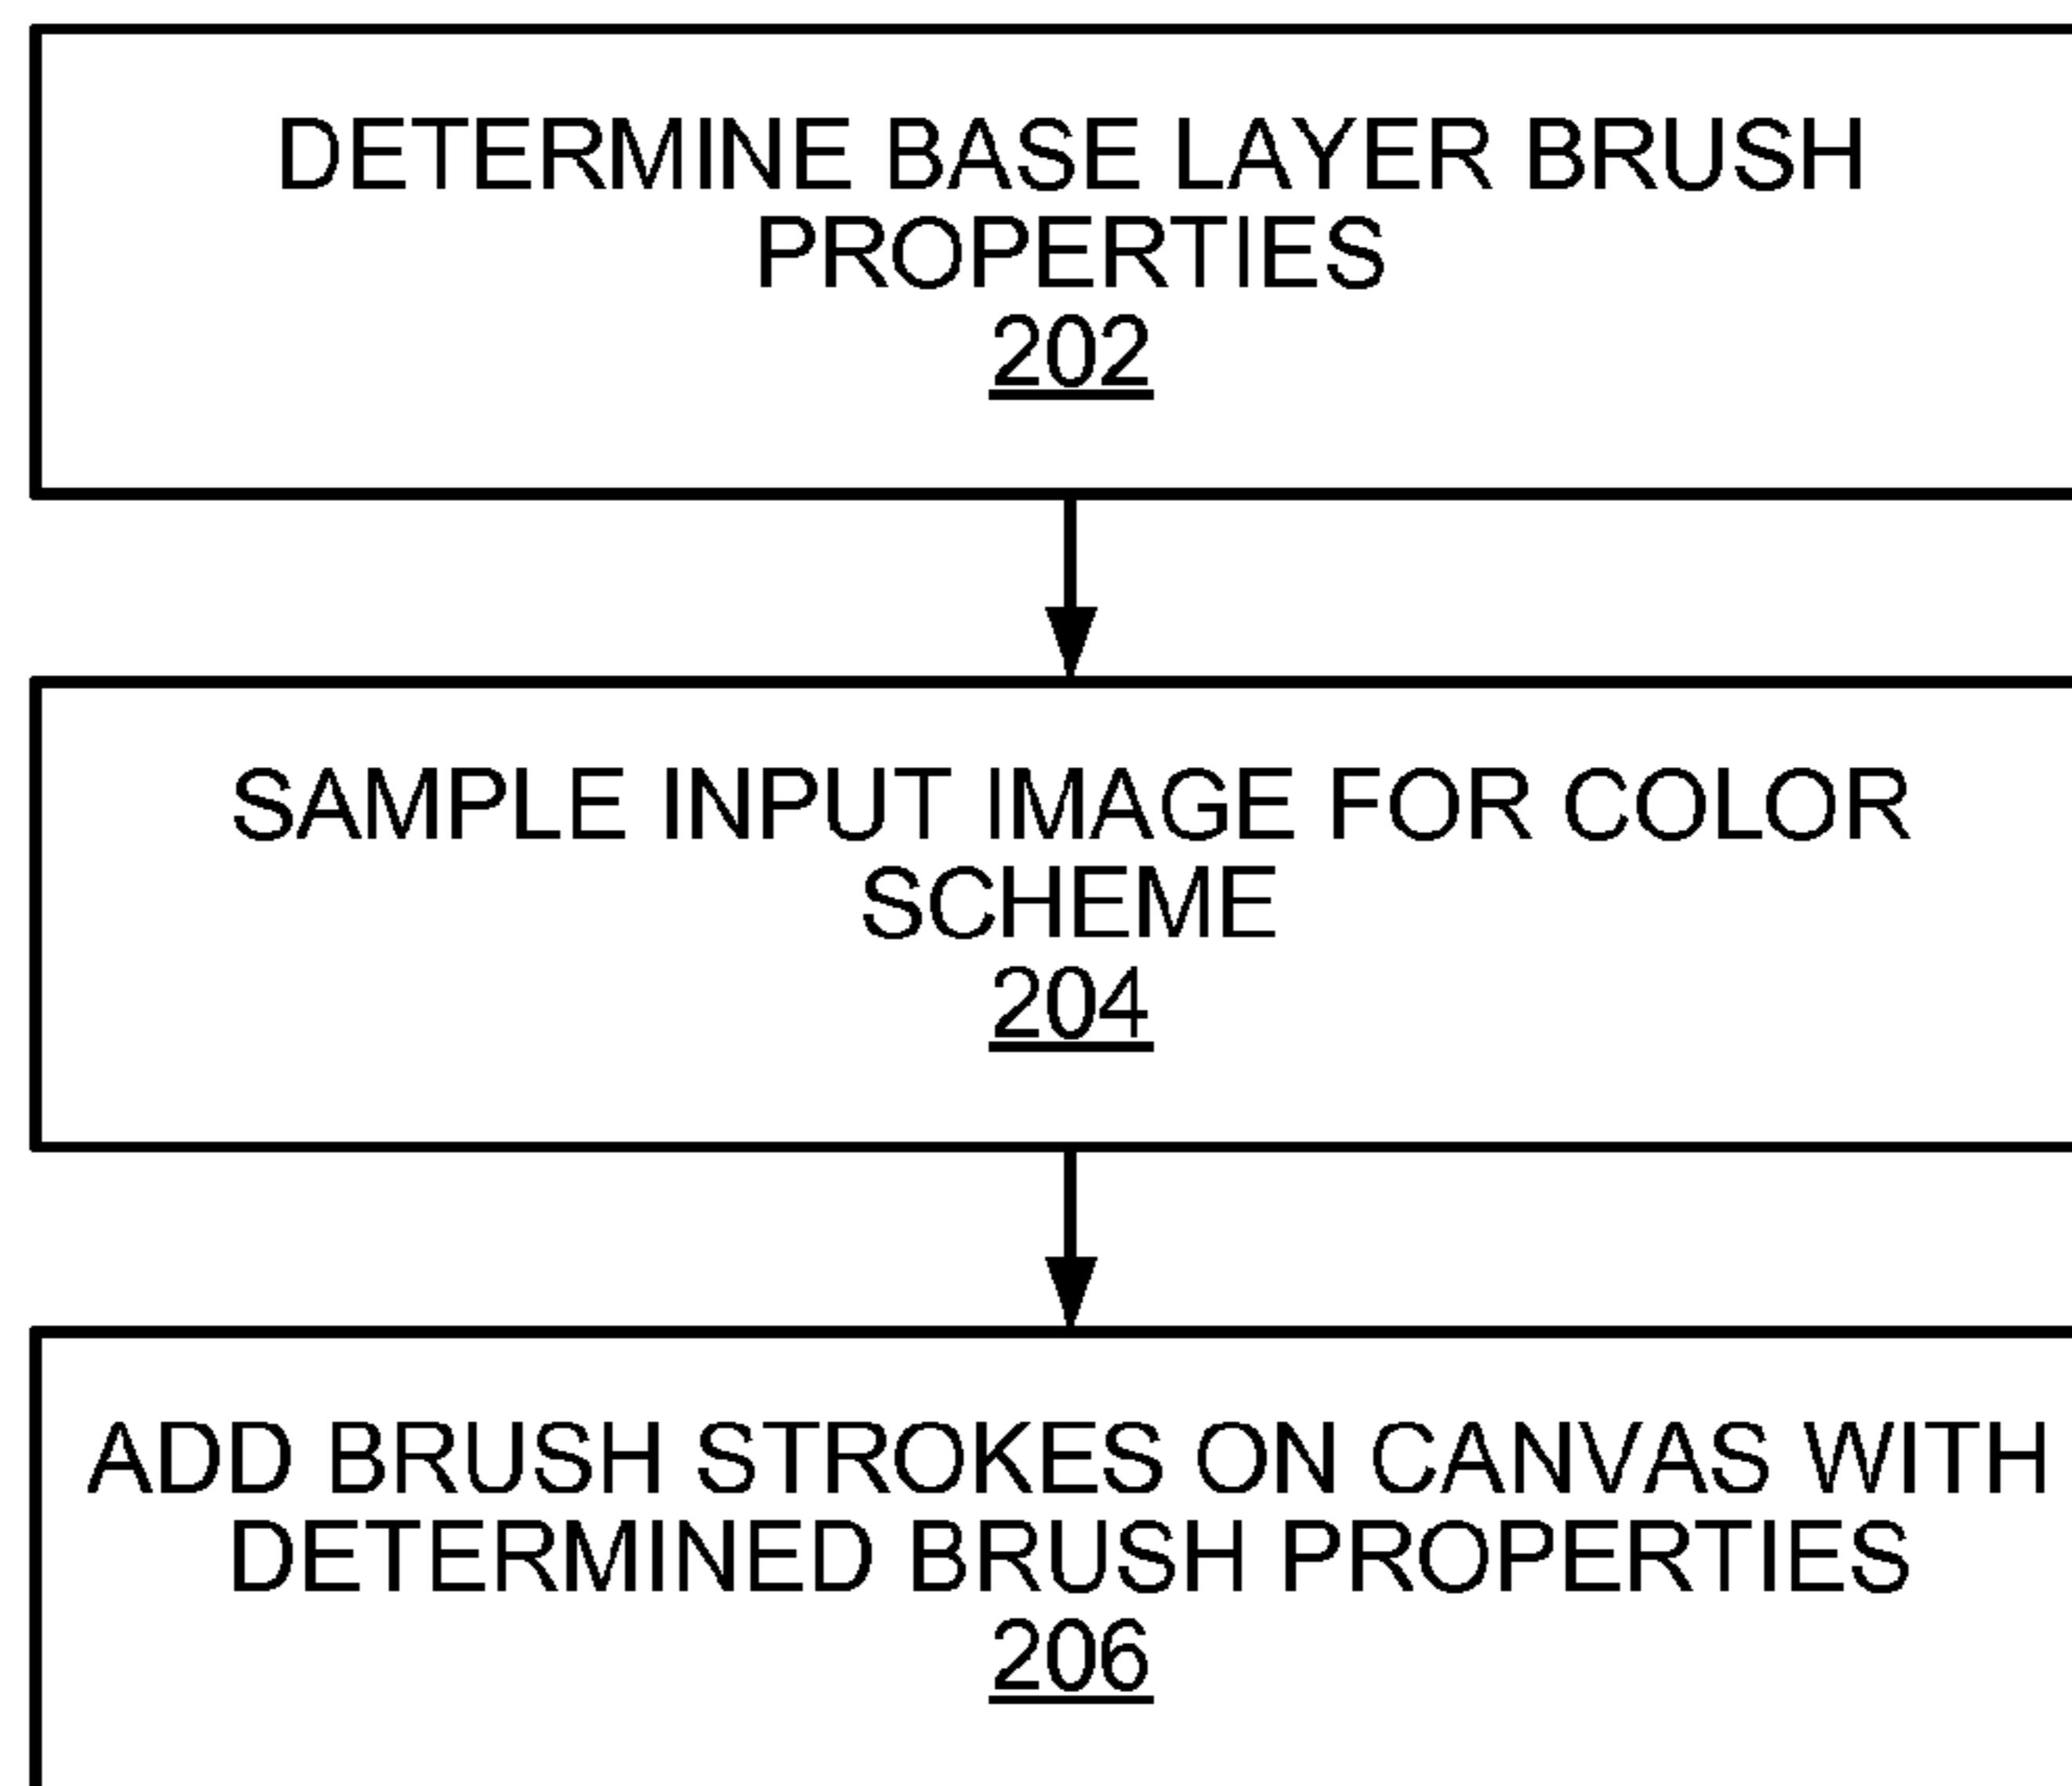 DETERMINE BASE LAYER BRUSH
PROPERTIES
202
SAMPLE INPUT IMAGE FOR COLOR
SCHEME
204
ADD BRUSH STROKES ON CANVAS WITH
DETERMINED BRUSH PROPERTIES
206